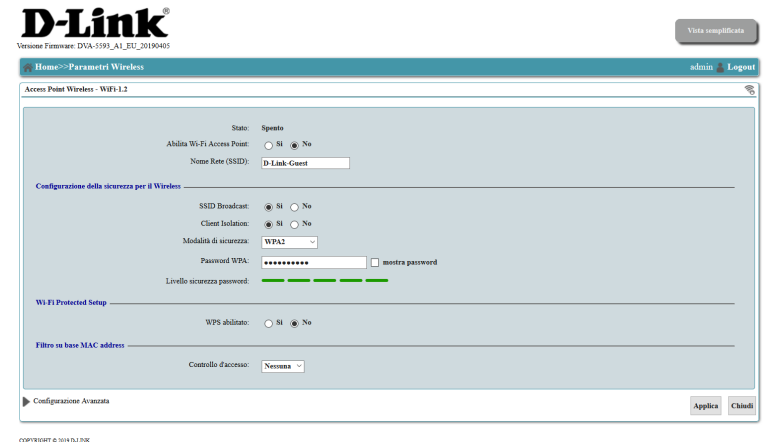 D-Link®
Vista semplificata
Versione Firmware: DVA-5593_A1_EU_20190405
Home>>Parametri Wireless admin Logout
Access Point Wireless - WiFi-1.2
Stato: Spento
Abilita Wi-Fi Access Point: Si No
Nome Rete (SSID): D-Link-Guest
Configurazione della sicurezza per il Wireless
SSID Broadcast: Si No
Client Isolation: Si No
Modalità di sicurezza: WPA2
Password WPA: •••••••••• mostra password
Livello sicurezza password:
Wi-Fi Protected Setup
WPS abilitato: Si No
Filtro su base MAC address
Controllo d'accesso: Nessuna
Configurazione Avanzata
Applica Chiudi
COPYRIGHT © 2019 D-LINK